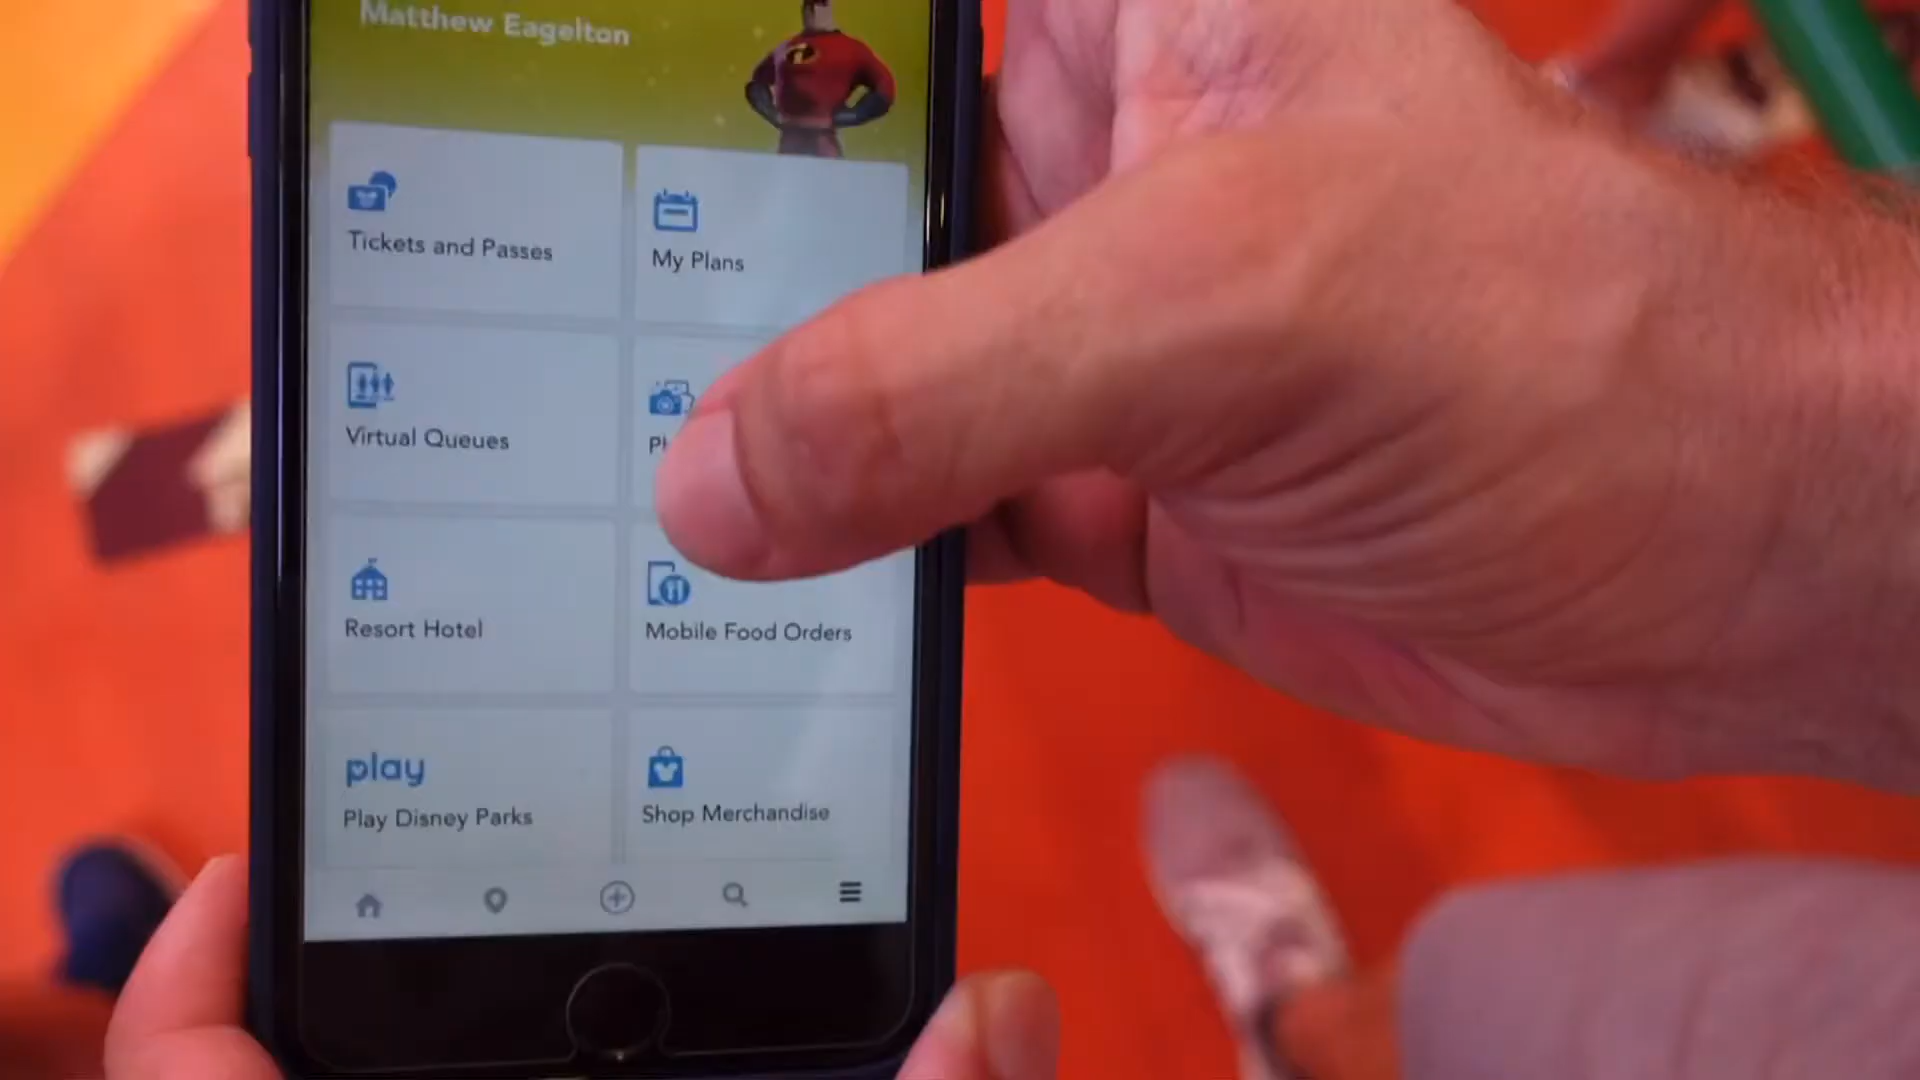 Matthew Eagelton
Tickets and Passes
My Plans
Virtual Queues
Resort Hotel
Mobile Food Orders
play
Play Disney Parks
Shop Merchandise